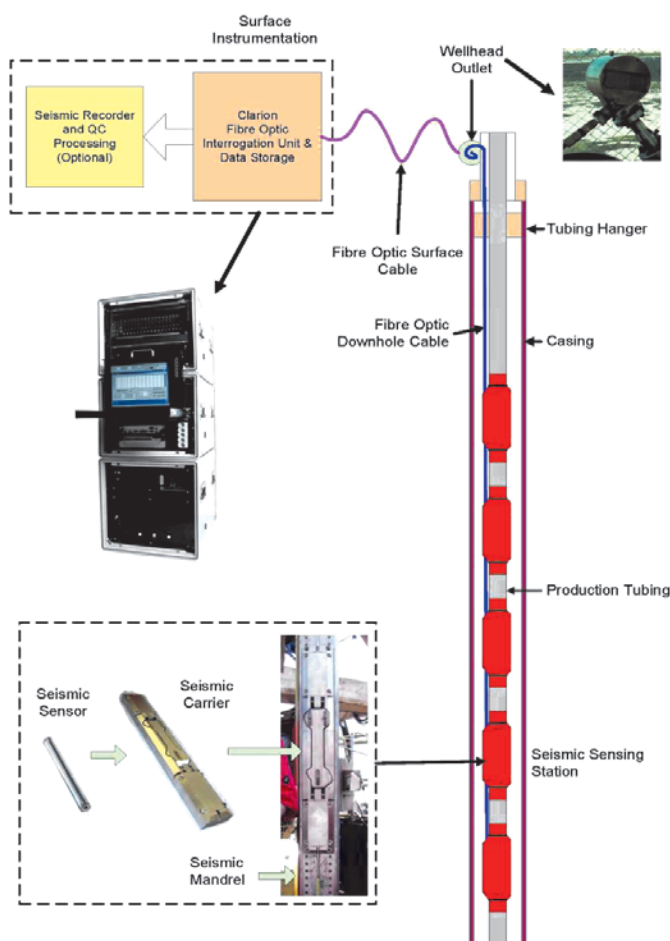 Surface
Instrumentation
Seismic Recorder
and QC
Processing
(Optional)
Clarion
Fibre Optic
Interrogation Unit &
Data Storage
Wellhead
Outlet
Fibre Optic Surface
Cable
Tubing Hanger
Fibre Optic
Downhole Cable
Casing
Production Tubing
Seismic
Sensor
Seismic
Carrier
Seismic Sensing
Station
Seismic
Mandrel